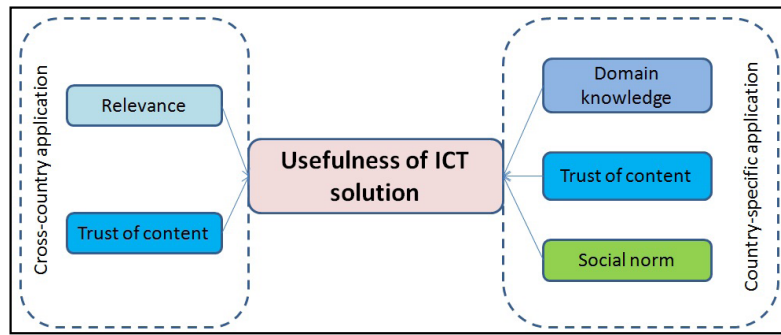 Cross-country application
Relevance
Trust of content
Usefulness of ICT
solution
Domain
knowledge
Trust of content
Social norm
Country-specific application